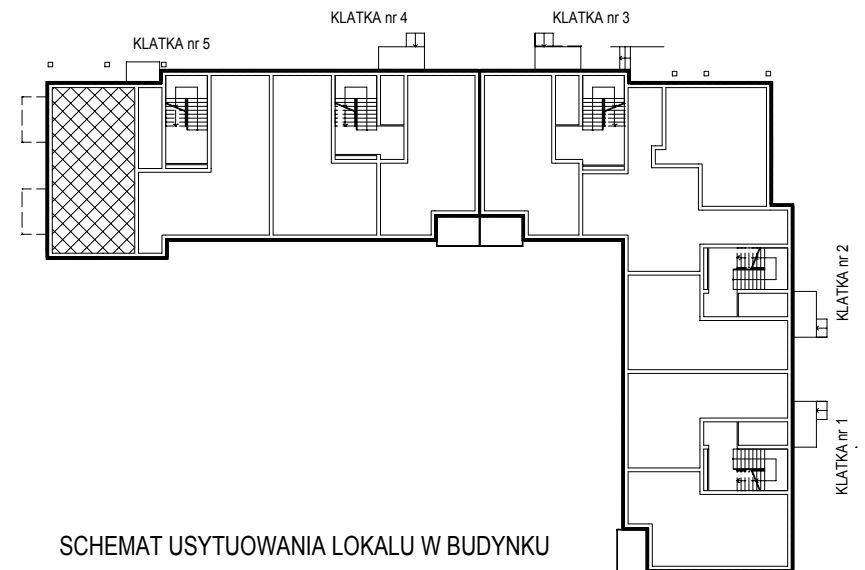 KLATKA nr 4
KLATKA nr 3
KLATKA nr 5
KLATKA nr 2
KLATKA nr 1
SCHEMAT USYTUOWANIA LOKALU W BUDYNKU